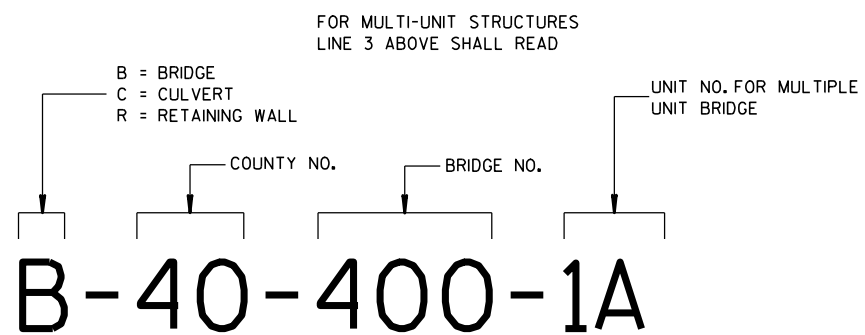 FOR MULTI-UNIT STRUCTURES
LINE 3 ABOVE SHALL READ
B = BRIDGE
C = CULVERT
R = RETAINING WALL
UNIT NO. FOR MULTIPLE
UNIT BRIDGE
COUNTY NO.
BRIDGE NO.
B-40-400-1A